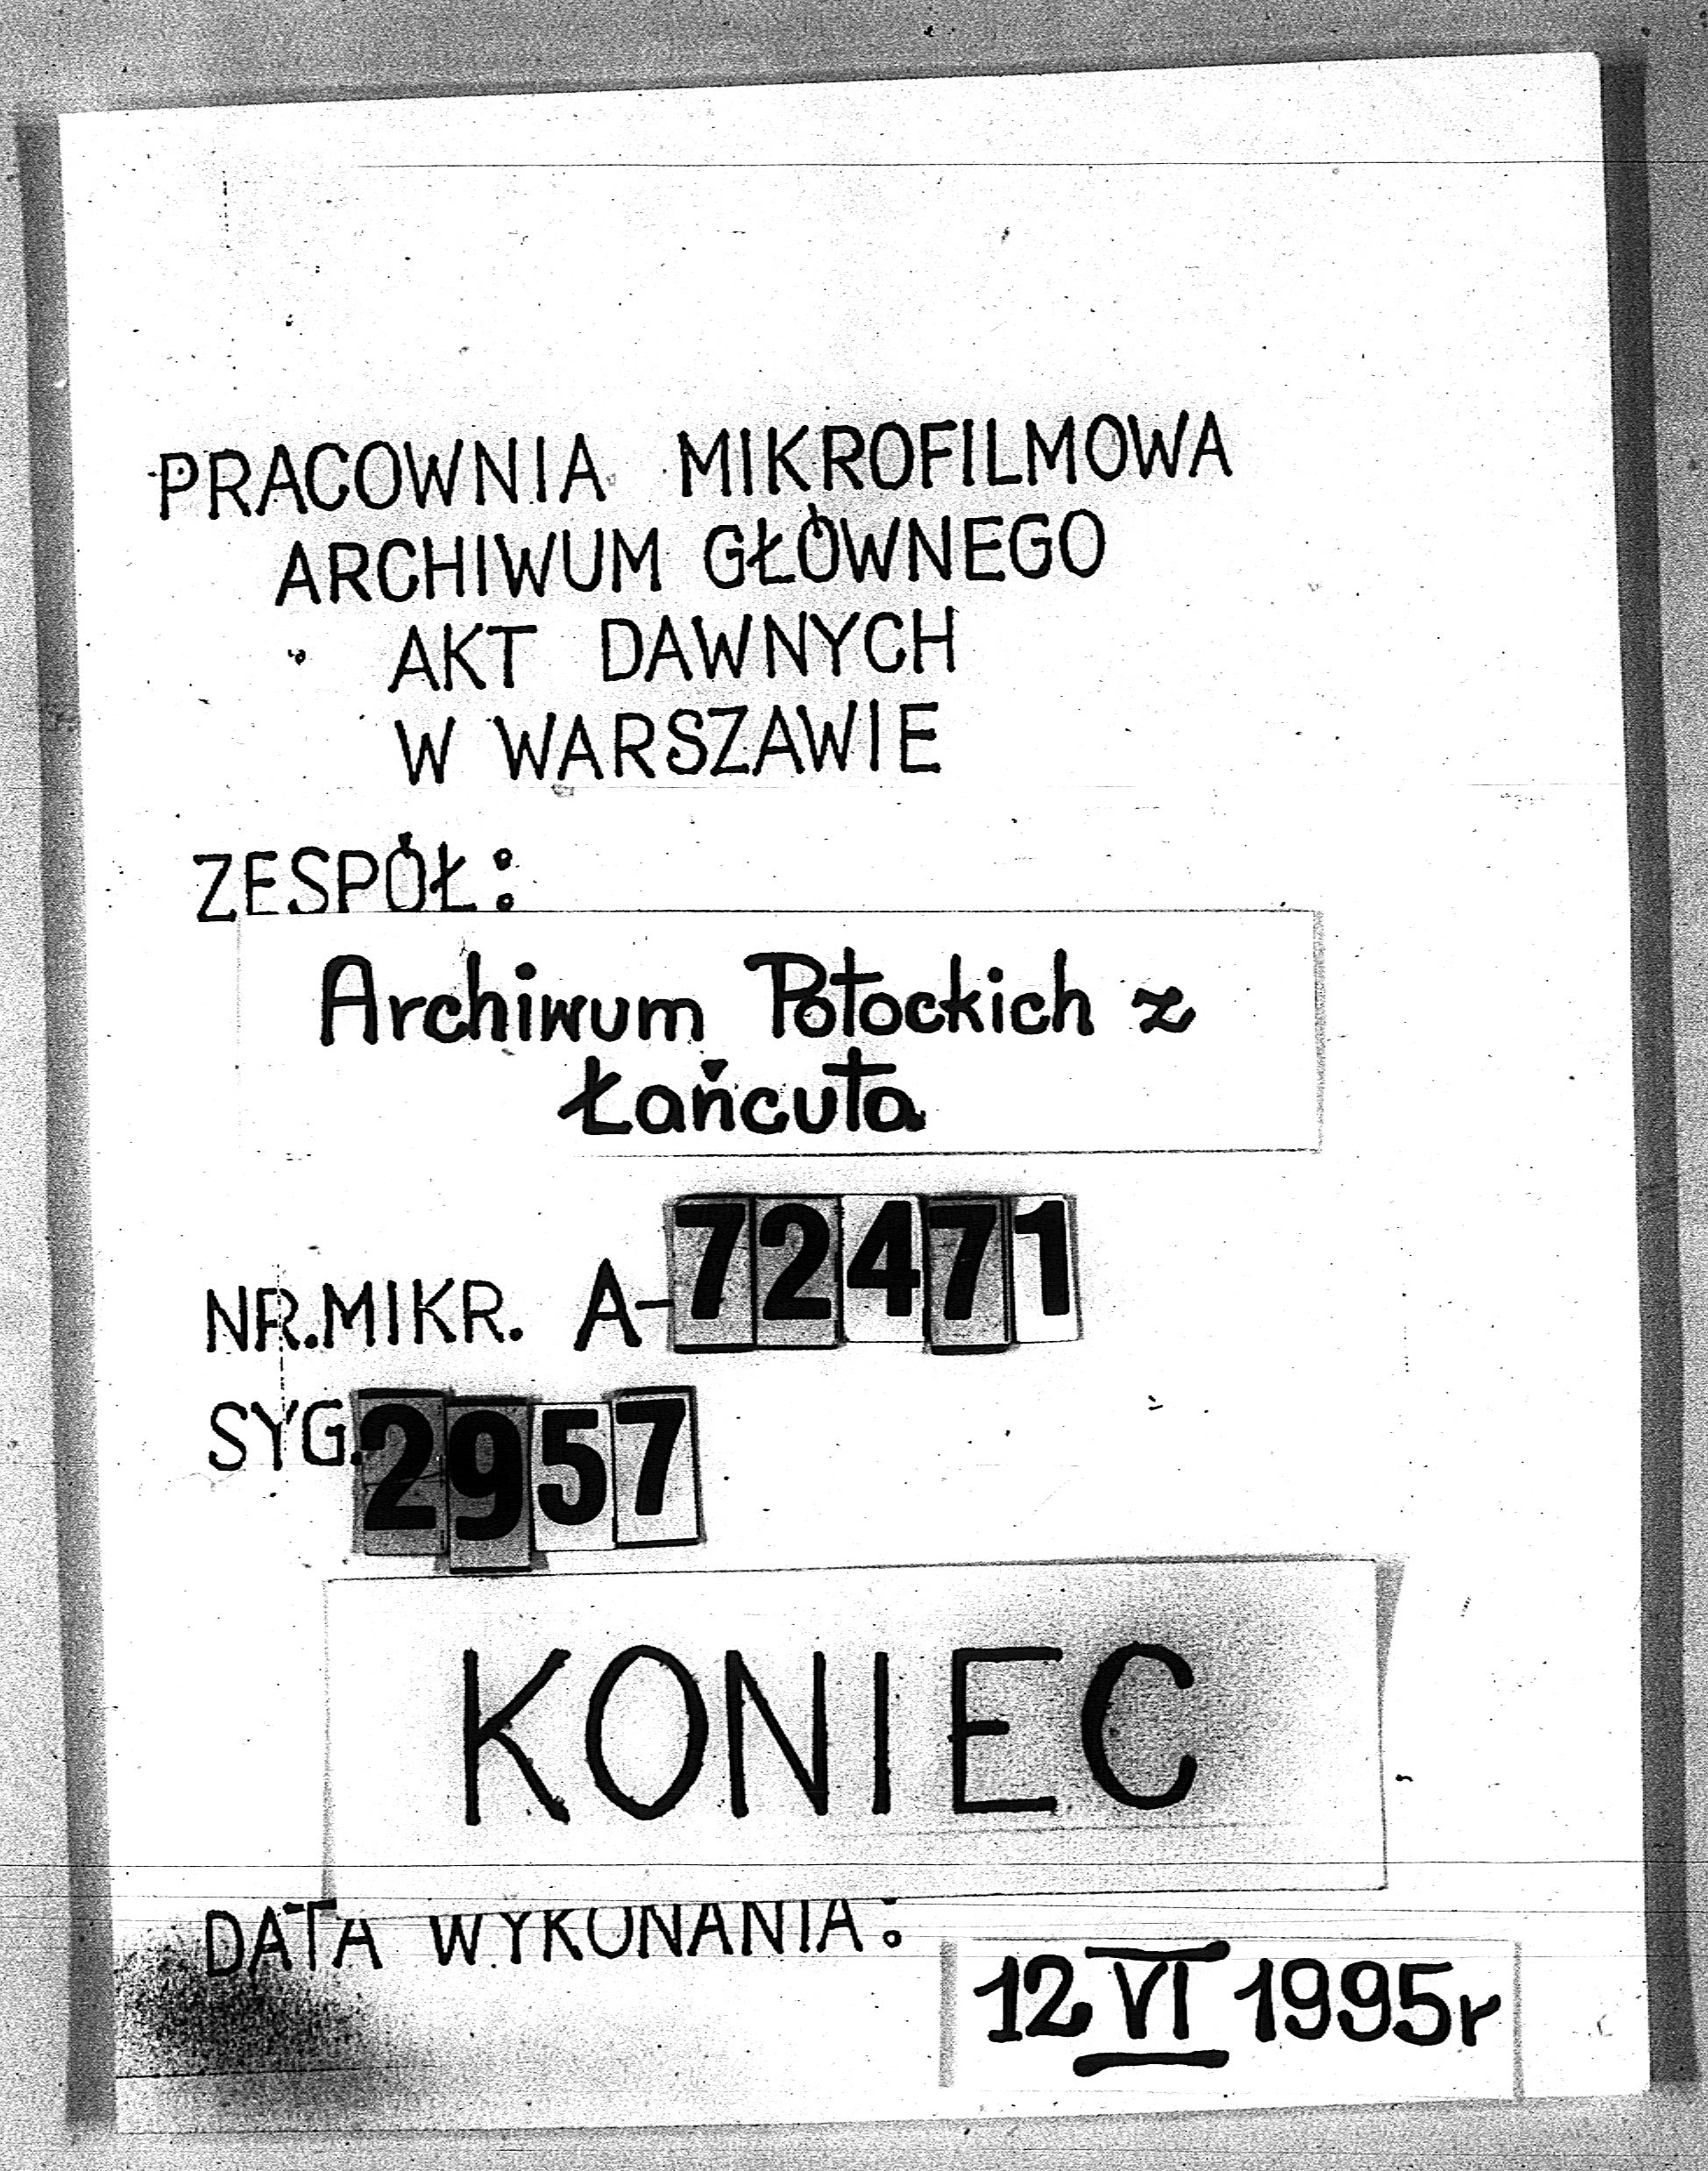 PRACOWNIA MIKROFILMOWA
ARCHIWUM GŁÓWNEGO
AKT DAWNYCH
W WARSZAWIE
ZESPÓŁ:
Archiwum Potockich z
Łańcuta
NR.MIKR. A-72471
SYG.2957
KONIEC
DATA WYKONANIA:
12 VI 1995r